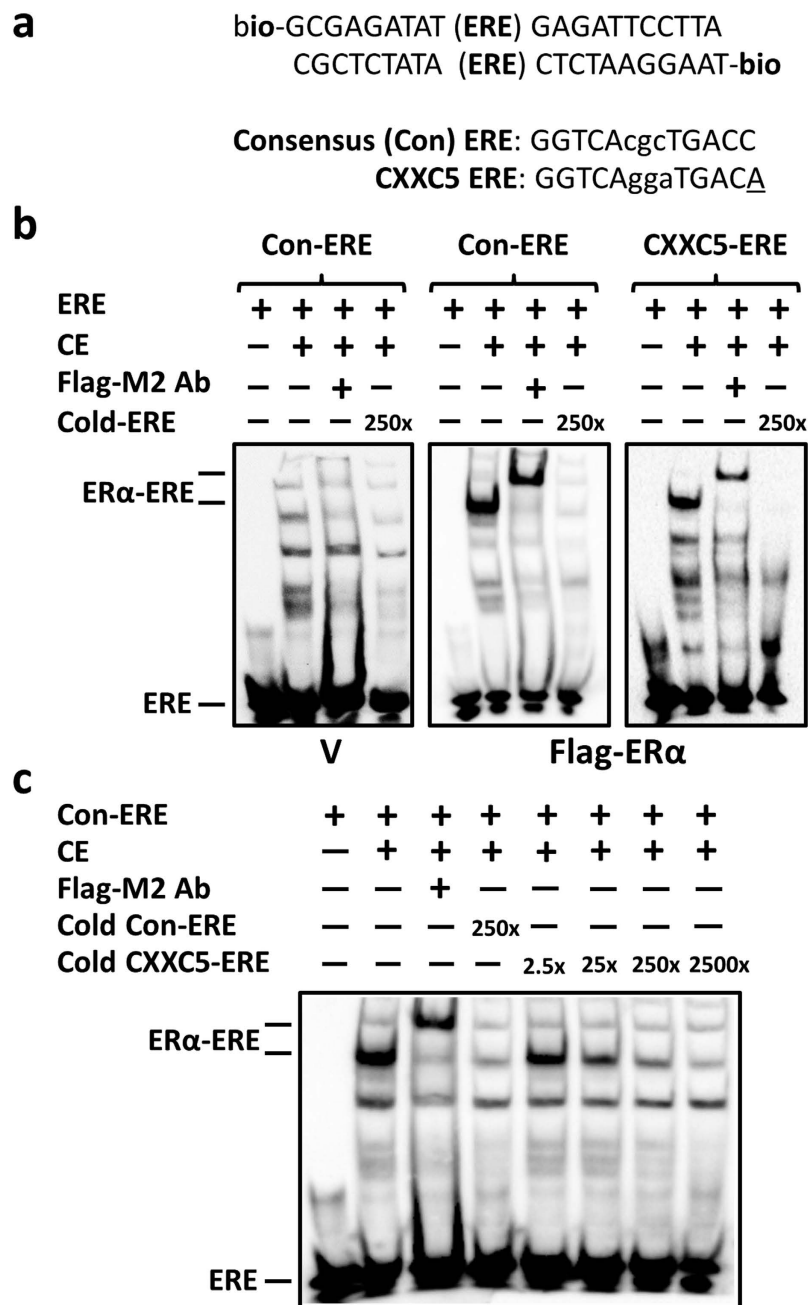 a
bio-GCGAGATAT (ERE) GAGATTCCTTA
CGCTCTATA (ERE) CTCTAAGGAAT-bio
Consensus (Con) ERE: GGTCAcgcTGACC
CXXC5 ERE: GGTCAggaTGACA
b
Con-ERE Con-ERE CXXC5-ERE
ERE + + + + + + + + + + + +
CE – + + + – + + + – + + +
Flag-M2 Ab – – + – – – + – – – + –
Cold-ERE – – – 250x – – – 250x – – – 250x
ERα-ERE
ERE
V Flag-ERα
c
Con-ERE + + + + + + + +
CE – + + + + + + +
Flag-M2 Ab – – + – – – – –
Cold Con-ERE – – – 250x – – – –
Cold CXXC5-ERE – – – – 2.5x 25x 250x 2500x
ERα-ERE
ERE